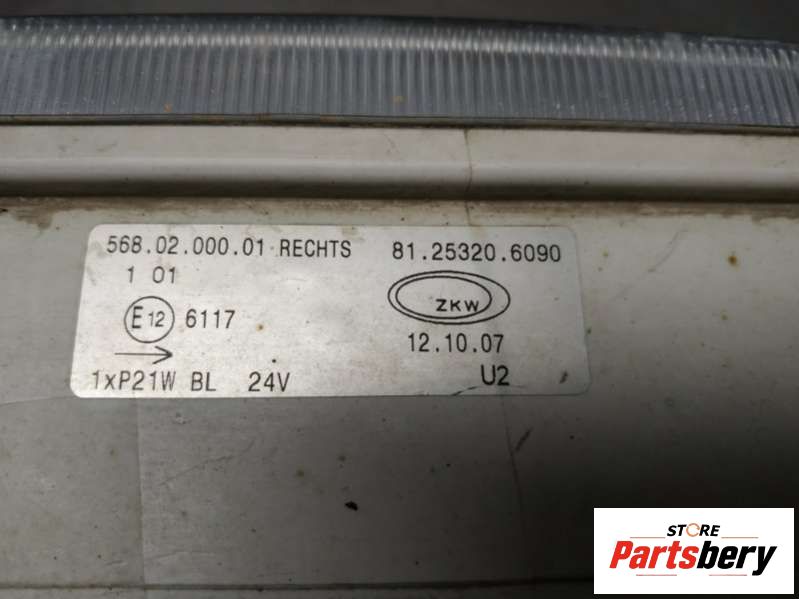 568.02.000.01 RECHTS 81.25320.6090
1 01
E 12 6117
ZKW
12.10.07
1xP21W BL 24V U2
STORE
Partsbery